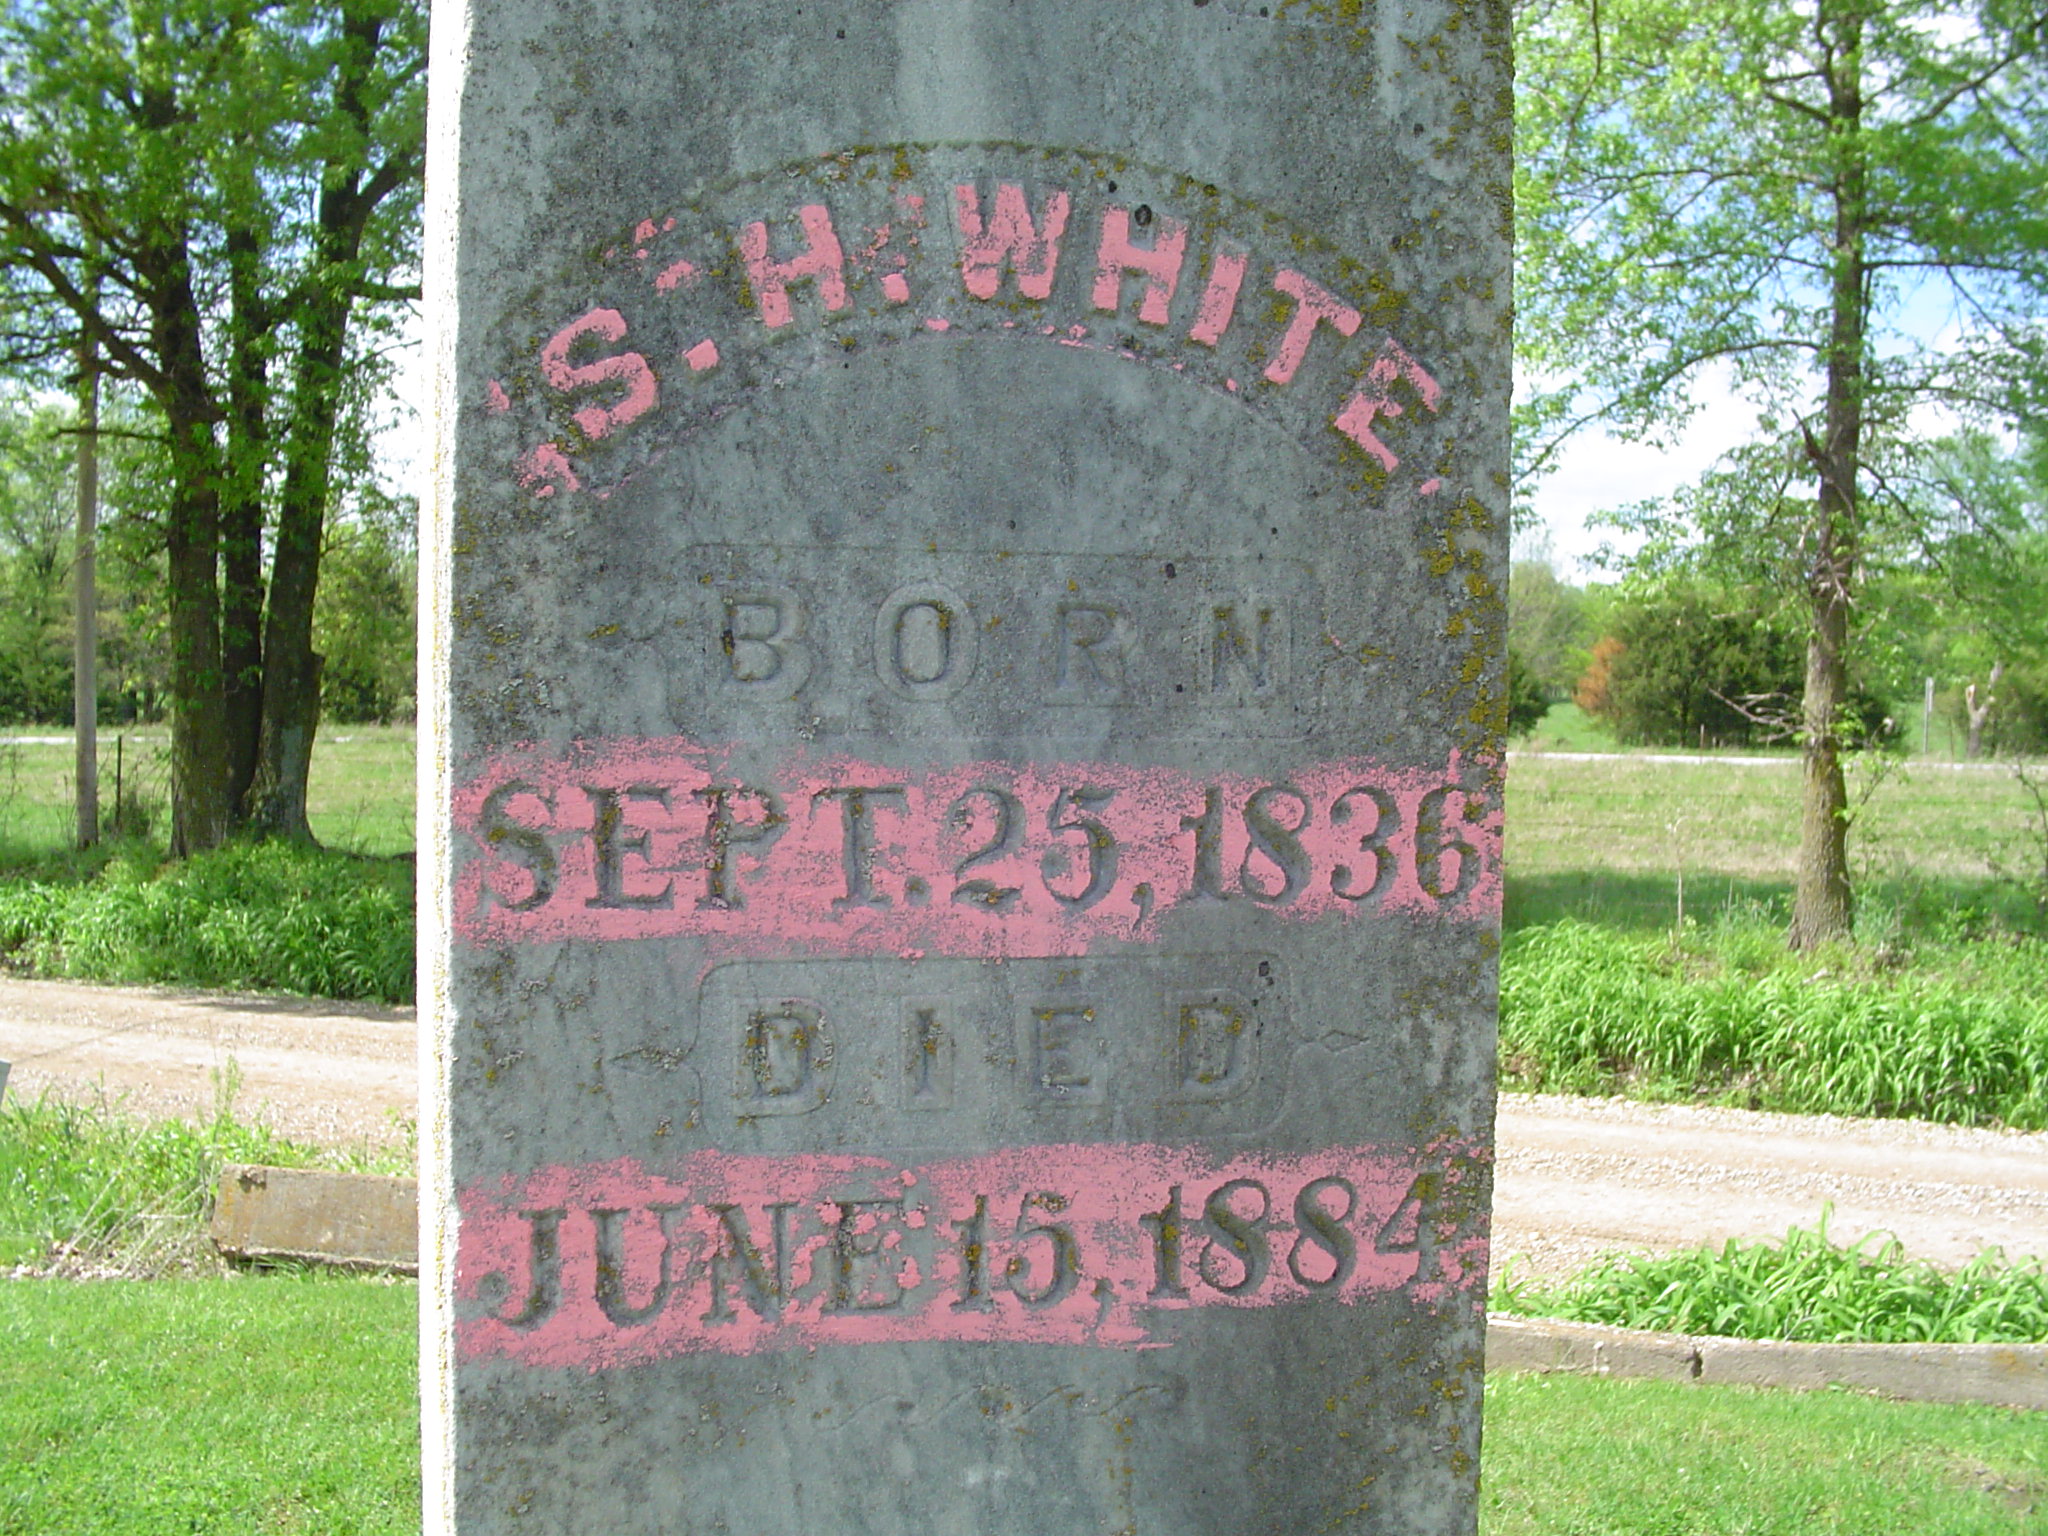 S. H. WHITE.
BORN
SEPT. 25, 1836
DIED
JUNE 15, 1884